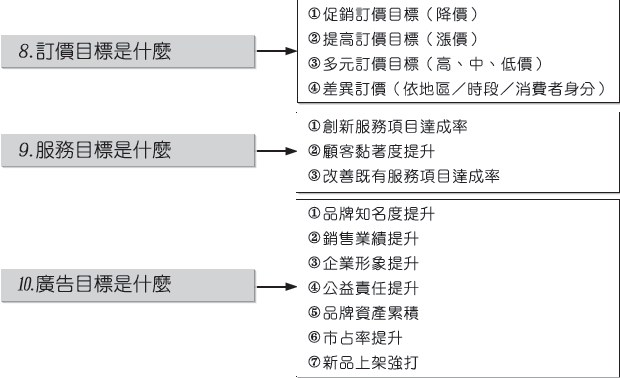 8.訂價目標是什麼
①促銷訂價目標（降價）
②提高訂價目標（漲價）
③多元訂價目標（高、中、低價）
④差異訂價（依地區／時段／消費者身分）
9.服務目標是什麼
①創新服務項目達成率
②顧客黏著度提升
③改善既有服務項目達成率
10.廣告目標是什麼
①品牌知名度提升
②銷售業績提升
③企業形象提升
④公益責任提升
⑤品牌資產累積
⑥市占率提升
⑦新品上架強打